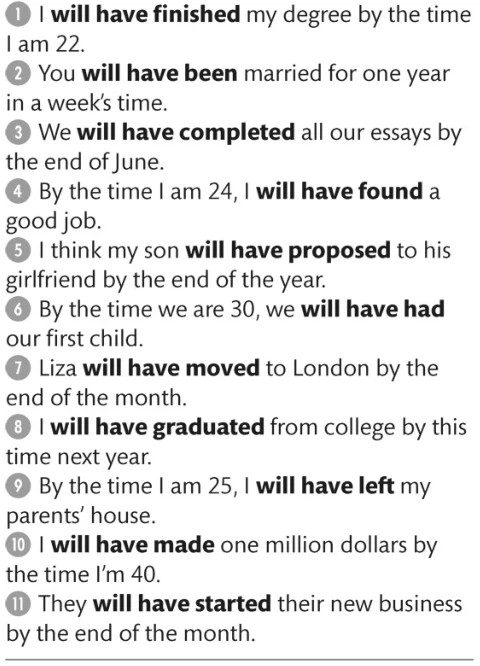 1 I will have finished my degree by the time
I am 22.
2 You will have been married for one year
in a week's time.
3 We will have completed all our essays by
the end of June.
4 By the time I am 24, I will have found a
good job.
5 I think my son will have proposed to his
girlfriend by the end of the year.
6 By the time we are 30, we will have had
our first child.
7 Liza will have moved to London by the
end of the month.
8 I will have graduated from college by this
time next year.
9 By the time I am 25, I will have left my
parents' house.
10 I will have made one million dollars by
the time I'm 40.
11 They will have started their new business
by the end of the month.